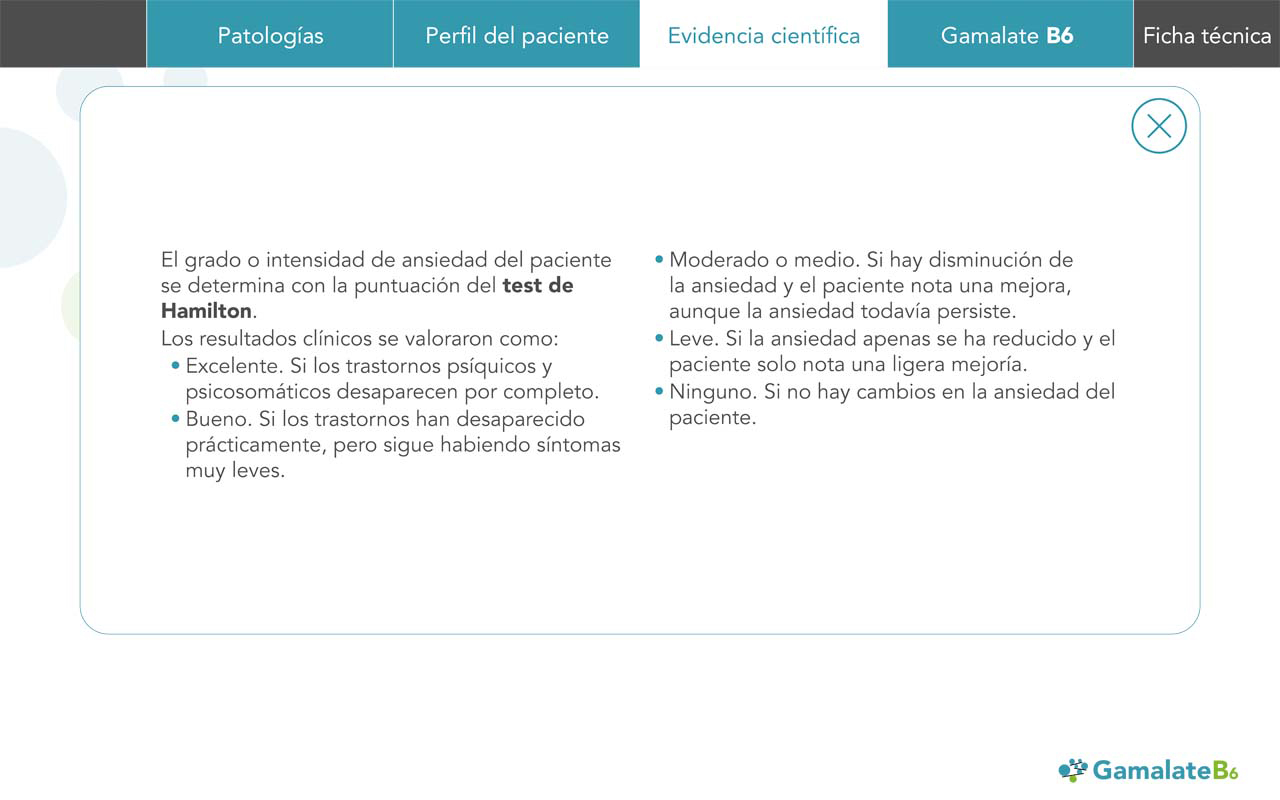 Patologías
Perfil del paciente
Evidencia científica
Gamalate B6
Ficha técnica
El grado o intensidad de ansiedad del paciente
se determina con la puntuación del test de
Hamilton.
Los resultados clínicos se valoraron como:
• Excelente. Si los trastornos psíquicos y
psicosomáticos desaparecen por completo.
• Bueno. Si los trastornos han desaparecido
prácticamente, pero sigue habiendo síntomas
muy leves.
• Moderado o medio. Si hay disminución de
la ansiedad y el paciente nota una mejora,
aunque la ansiedad todavía persiste.
• Leve. Si la ansiedad apenas se ha reducido y el
paciente solo nota una ligera mejoría.
• Ninguno. Si no hay cambios en la ansiedad del
paciente.
GamalateB6